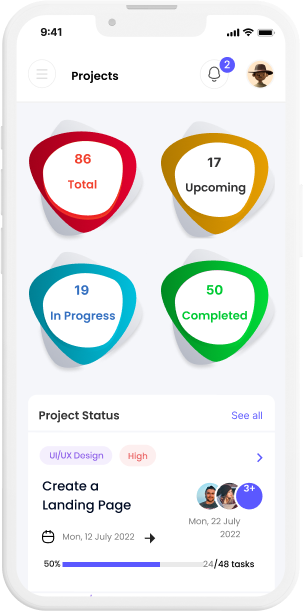 9:41
2
Projects
86
Total
17
Upcoming
19
In Progress
50
Completed
Project Status
See all
UI/UX Design
High
Create a
Landing Page
3+
Mon, 12 July 2022
Mon, 22 July
2022
50%
24/48 tasks